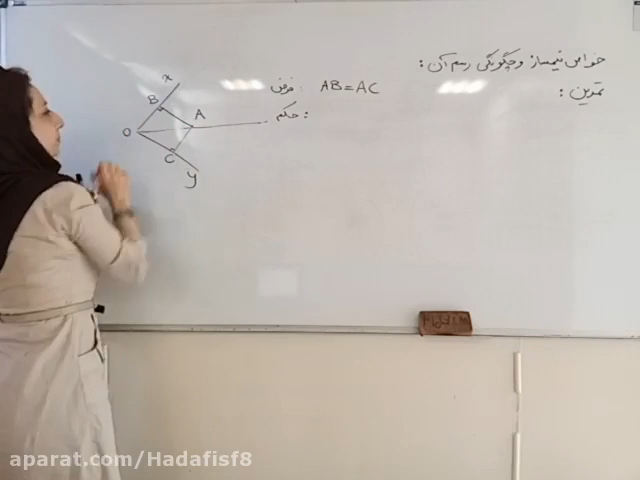 خواص نیمساز و چگونگی رسم آن :
تمرین :
فرض : AB = AC
حکم :
x
B
A
O
C
y
aparat.com/Hadafisf8